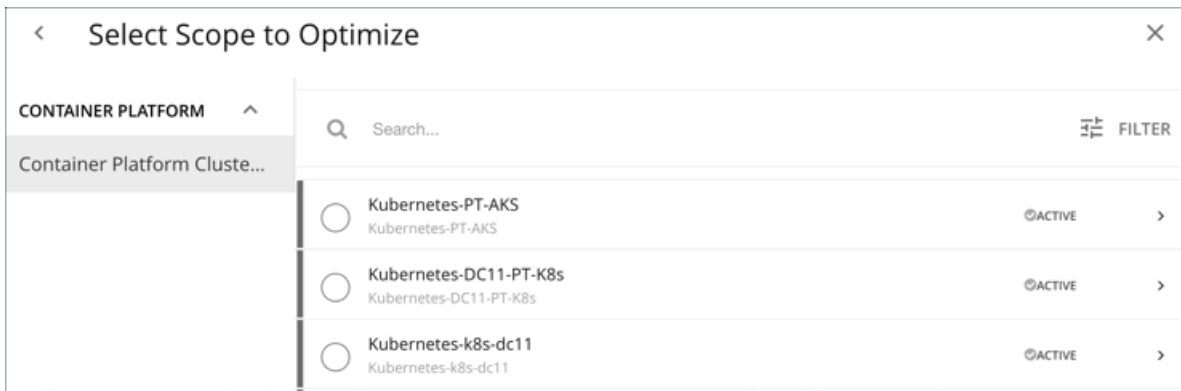 Select Scope to Optimize
CONTAINER PLATFORM
Container Platform Cluste...
Search...
FILTER
Kubernetes-PT-AKS
Kubernetes-PT-AKS
ACTIVE
Kubernetes-DC11-PT-K8s
Kubernetes-DC11-PT-K8s
ACTIVE
Kubernetes-k8s-dc11
Kubernetes-k8s-dc11
ACTIVE